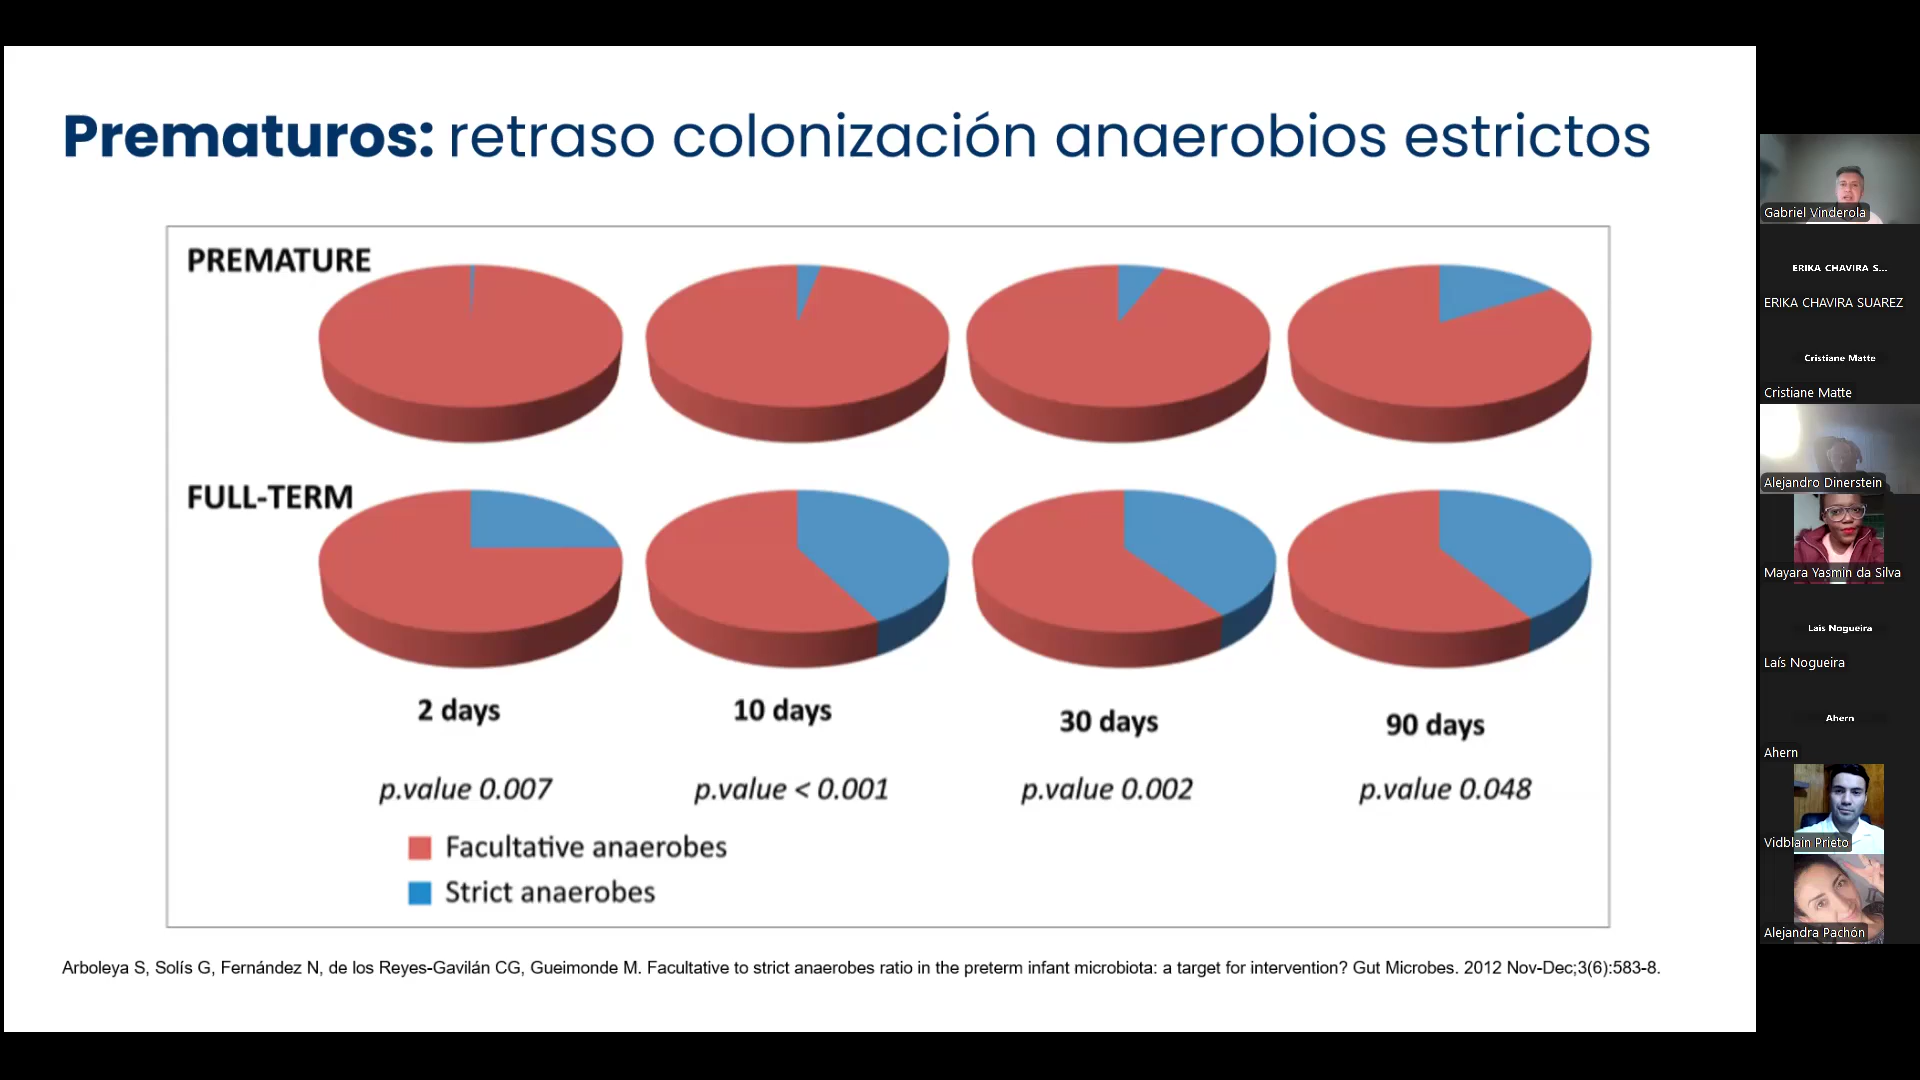 Prematuros: retraso colonización anaerobios estrictos
PREMATURE
FULL-TERM
2 days
10 days
30 days
90 days
p.value 0.007
p.value < 0.001
p.value 0.002
p.value 0.048
Facultative anaerobes
Strict anaerobes
Arboleya S, Solís G, Fernández N, de los Reyes-Gavilán CG, Gueimonde M. Facultative to strict anaerobes ratio in the preterm infant microbiota: a target for intervention? Gut Microbes. 2012 Nov-Dec;3(6):583-8.
Gabriel Vinderola
ERIKA CHAVIRA S...
ERIKA CHAVIRA SUAREZ
Cristiane Matte
Cristiane Matte
Alejandro Dinerstein
Mayara Yasmin da Silva
Laís Nogueira
Laís Nogueira
Ahern
Ahern
Vidblain Prieto
Alejandra Pachón